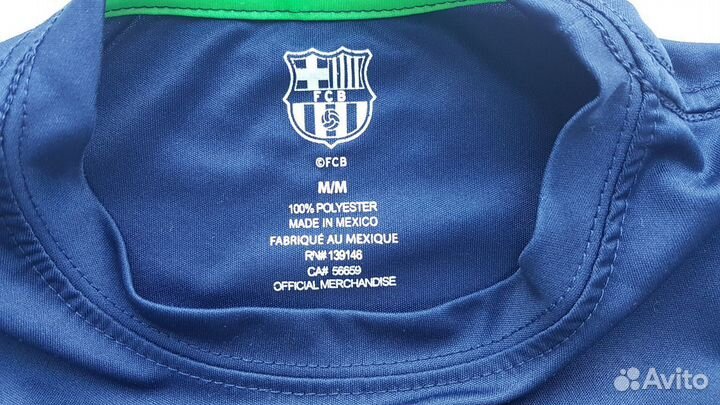 FCB
©FCB
M/M
100% POLYESTER
MADE IN MEXICO
FABRIQUÉ AU MEXIQUE
RN# 139146
CA# 56659
OFFICIAL MERCHANDISE
Avito